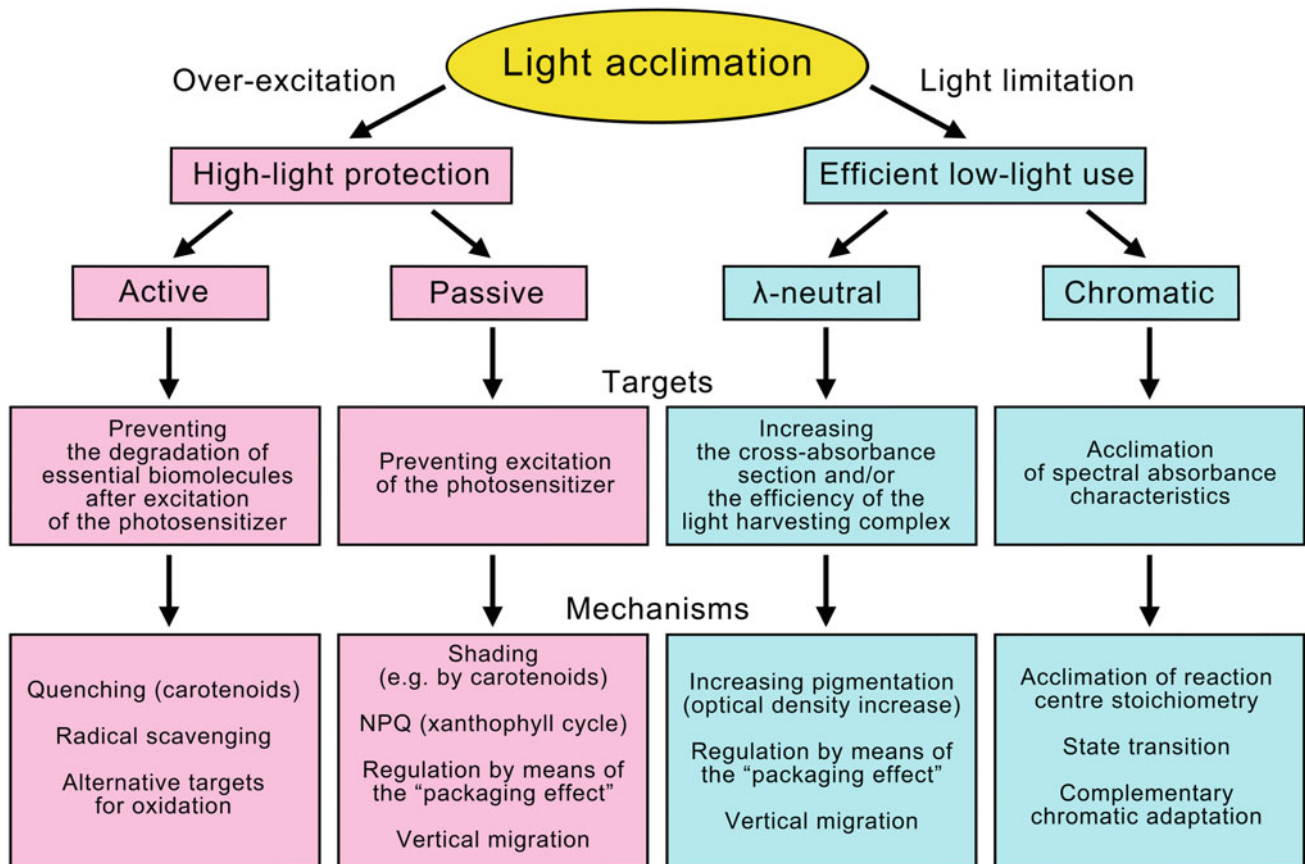 Light acclimation
Over-excitation
Light limitation
High-light protection
Efficient low-light use
Active
Passive
λ-neutral
Chromatic
Targets
Preventing
the degradation of
essential biomolecules
after excitation
of the photosensitizer
Preventing excitation
of the photosensitizer
Increasing
the cross-absorbance
section and/or
the efficiency of the
light harvesting complex
Acclimation
of spectral absorbance
characteristics
Mechanisms
Quenching (carotenoids)
Radical scavenging
Alternative targets
for oxidation
Shading
(e.g. by carotenoids)
NPQ (xanthophyll cycle)
Regulation by means of
the “packaging effect”
Vertical migration
Increasing pigmentation
(optical density increase)
Regulation by means of
the “packaging effect”
Vertical migration
Acclimation of reaction
centre stoichiometry
State transition
Complementary
chromatic adaptation